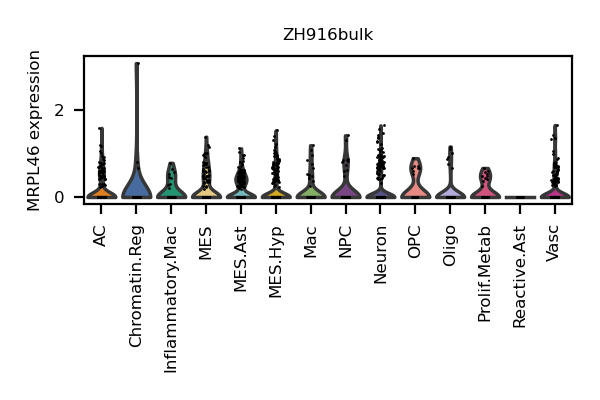 ZH916bulk
MRPL46 expression
2
0
AC
Chromatin.Reg
Inflammatory.Mac
MES
MES.Ast
MES.Hyp
Mac
NPC
Neuron
OPC
Oligo
Prolif.Metab
Reactive.Ast
Vasc